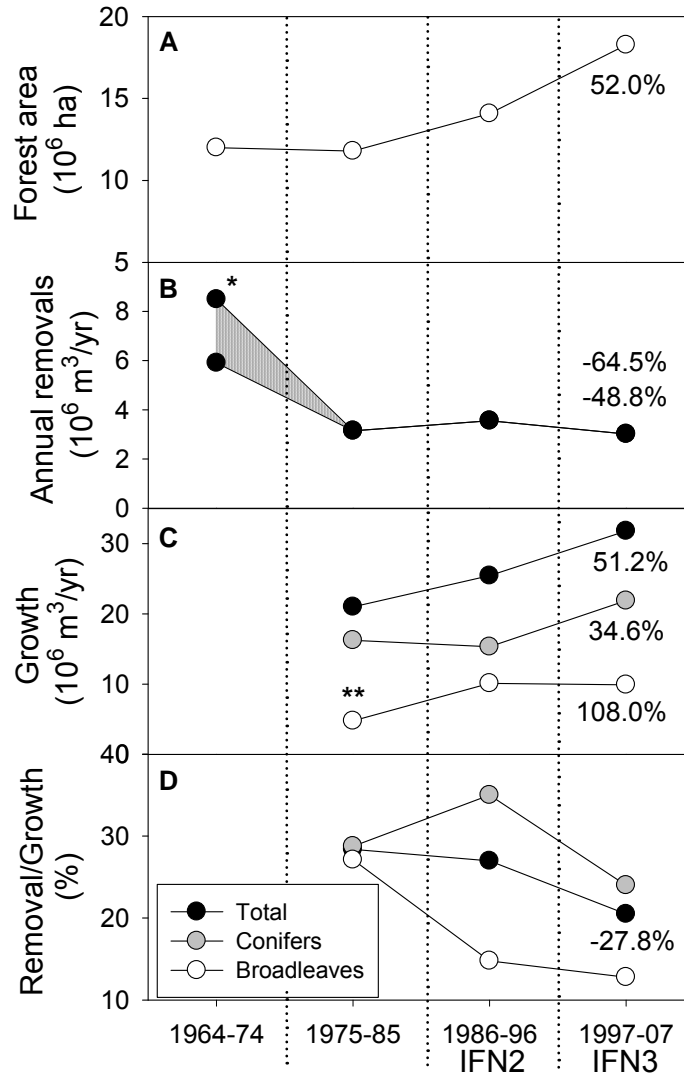 A
Forest area
(10⁶ ha)
20
15
10
5
52.0%
B
*
Annual removals
(10⁶ m³/yr)
8
6
4
2
0
-64.5%
-48.8%
C
**
Growth
(10⁶ m³/yr)
30
20
10
51.2%
34.6%
108.0%
D
Removal/Growth
(%)
40
30
20
10
-27.8%
Total
Conifers
Broadleaves
1964-74 1975-85 1986-96 1997-07
IFN2 IFN3